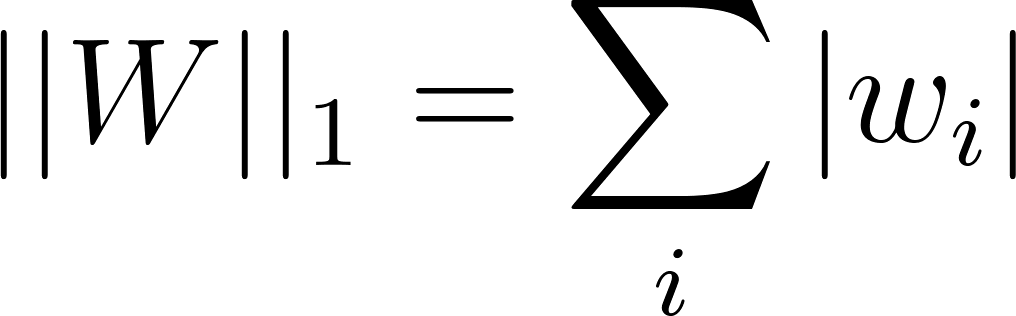 ||W||₁ = ∑ᵢ |wᵢ|